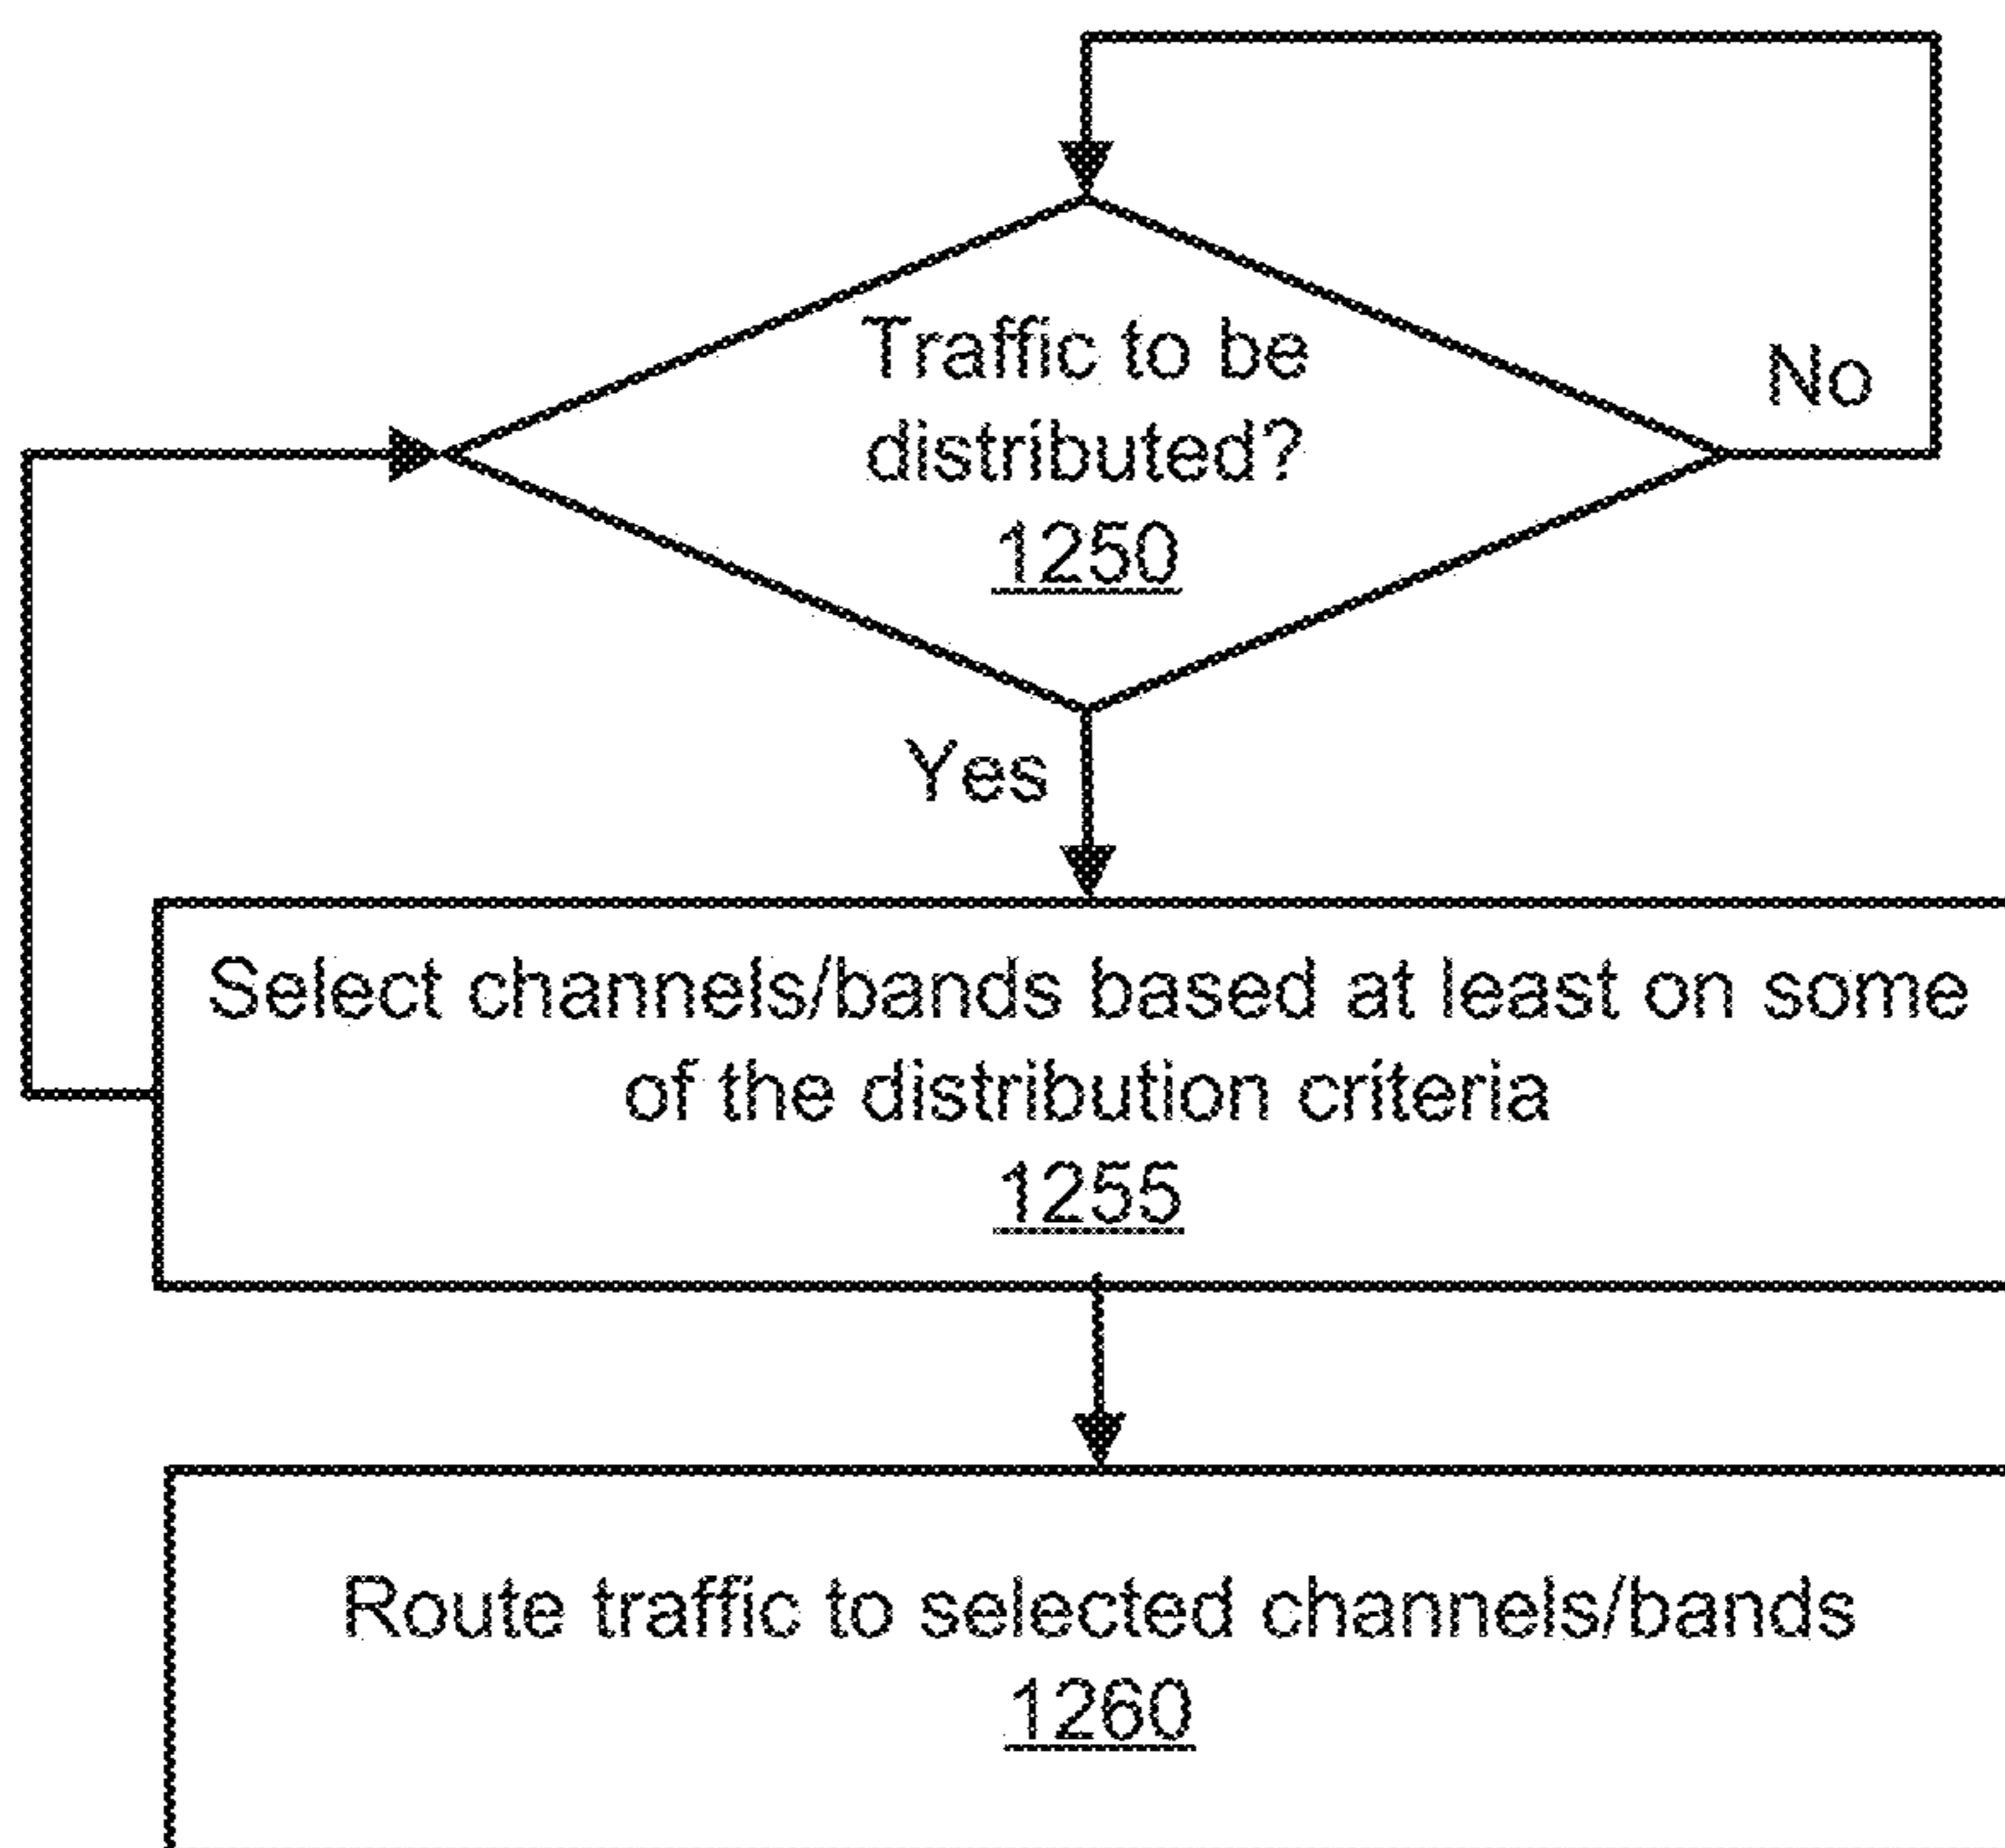 Traffic to be
distributed?
1250
No
Yes
Select channels/bands based at least on some
of the distribution criteria
1255
Route traffic to selected channels/bands
1260